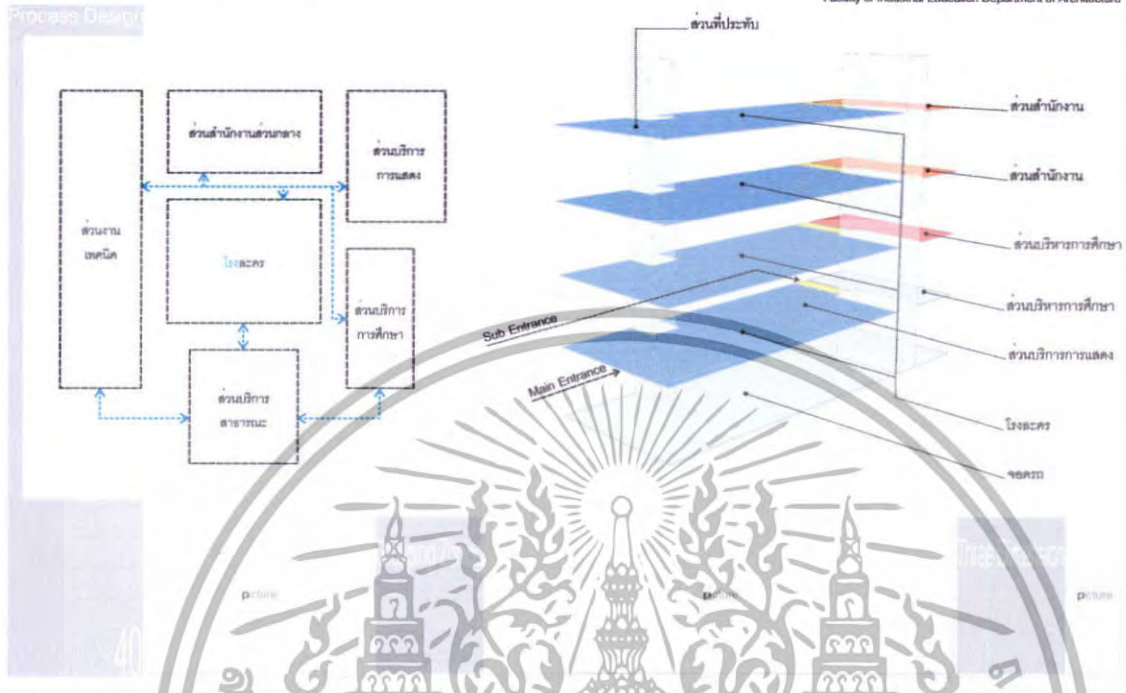 Process Design
Faculty of Industrial Education Department of Architecture
ส่วนสำนักงานส่วนกลาง
ส่วนบริการ
การแสดง
ส่วนงาน
เทคนิค
โรงละคร
ส่วนบริการ
การศึกษา
ส่วนบริการ
สาธารณะ
ส่วนที่ประทับ
ส่วนสำนักงาน
ส่วนสำนักงาน
ส่วนบริหารการศึกษา
ส่วนบริหารการศึกษา
ส่วนบริการการแสดง
โรงละคร
จอดรถ
Sub Entrance
Main Entrance
picture
picture
picture
40